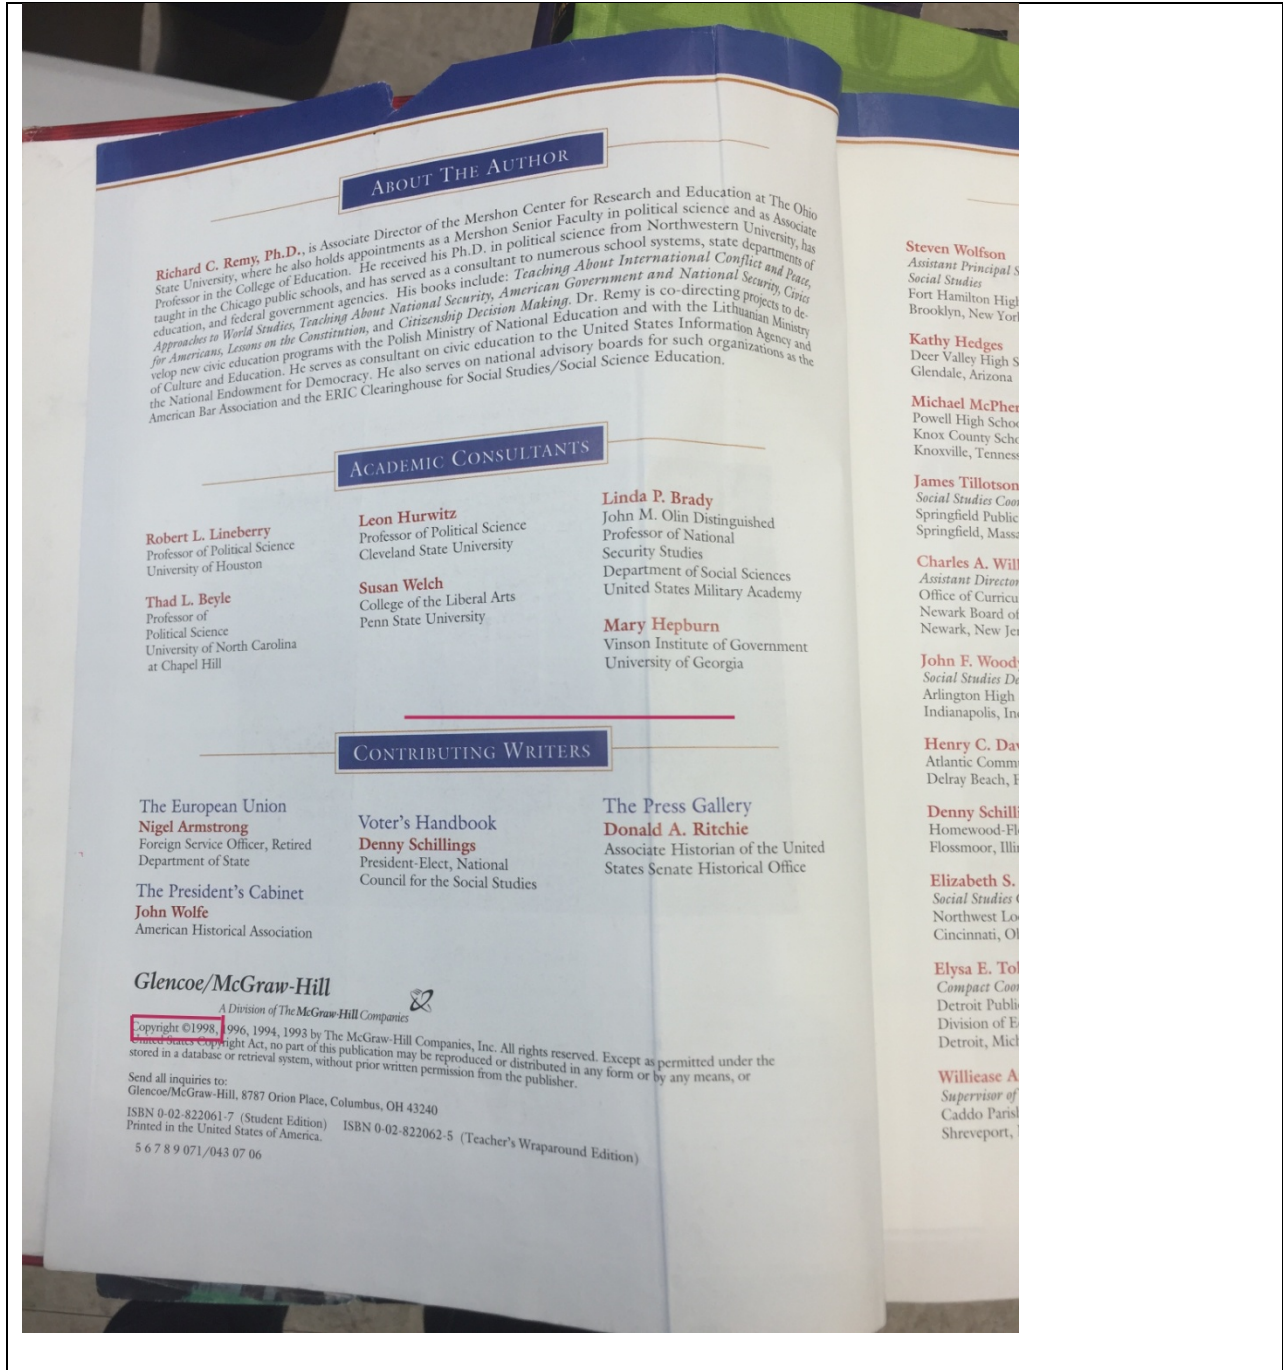 ABOUT THE AUTHOR
Richard C. Remy, Ph.D., is Associate Director of the Mershon Center for Research and Education at The Ohio
State University, where he also holds appointments as a Mershon Senior Faculty in political science and as Associate
Professor in the College of Education. He received his Ph.D. in political science from Northwestern University, has
taught in the Chicago public schools, and has served as a consultant to numerous school systems, state departments of
education, and federal government agencies. His books include: Teaching About International Conflict and Peace,
Approaches to World Studies, Teaching About National Security, American Government and National Security, Civics
for Americans, Lessons on the Constitution, and Citizenship Decision Making. Dr. Remy is co-directing projects to de-
velop new civic education programs with the Polish Ministry of National Education and with the Lithuanian Ministry
of Culture and Education. He serves as consultant on civic education to the United States Information Agency and
the National Endowment for Democracy. He also serves on national advisory boards for such organizations as the
American Bar Association and the ERIC Clearinghouse for Social Studies/Social Science Education.
ACADEMIC CONSULTANTS
Robert L. Lineberry
Professor of Political Science
University of Houston
Thad L. Beyle
Professor of
Political Science
University of North Carolina
at Chapel Hill
Leon Hurwitz
Professor of Political Science
Cleveland State University
Susan Welch
College of the Liberal Arts
Penn State University
Linda P. Brady
John M. Olin Distinguished
Professor of National
Security Studies
Department of Social Sciences
United States Military Academy
Mary Hepburn
Vinson Institute of Government
University of Georgia
CONTRIBUTING WRITERS
The European Union
Nigel Armstrong
Foreign Service Officer, Retired
Department of State
The President's Cabinet
John Wolfe
American Historical Association
Voter's Handbook
Denny Schillings
President-Elect, National
Council for the Social Studies
The Press Gallery
Donald A. Ritchie
Associate Historian of the United
States Senate Historical Office
Glencoe/McGraw-Hill
A Division of The McGraw-Hill Companies
Copyright ©1998, 1996, 1994, 1993 by The McGraw-Hill Companies, Inc. All rights reserved. Except as permitted under the
United States Copyright Act, no part of this publication may be reproduced or distributed in any form or by any means, or
stored in a database or retrieval system, without prior written permission from the publisher.
Send all inquiries to:
Glencoe/McGraw-Hill, 8787 Orion Place, Columbus, OH 43240
ISBN 0-02-822061-7 (Student Edition) ISBN 0-02-822062-5 (Teacher's Wraparound Edition)
Printed in the United States of America.
5 6 7 8 9 071/043 07 06
Steven Wolfson
Assistant Principal
Social Studies
Fort Hamilton
Brooklyn, New
Kathy Hedges
Deer Valley High
Glendale, Arizona
Michael
Powell High
Knox County
Knoxville,
James Tillotson
Social Studies
Springfield Public
Springfield,
Charles A.
Assistant Director
Office of
Newark Board of
Newark, New
John F.
Social Studies
Arlington High
Indianapolis,
Henry C.
Atlantic
Delray Beach,
Denny
Flossmoor,
Elizabeth S.
Social Studies
Northwest
Cincinnati,
Elysa E.
Compact
Detroit
Division of
Detroit,
Williease
Supervisor of
Caddo
Shreveport,